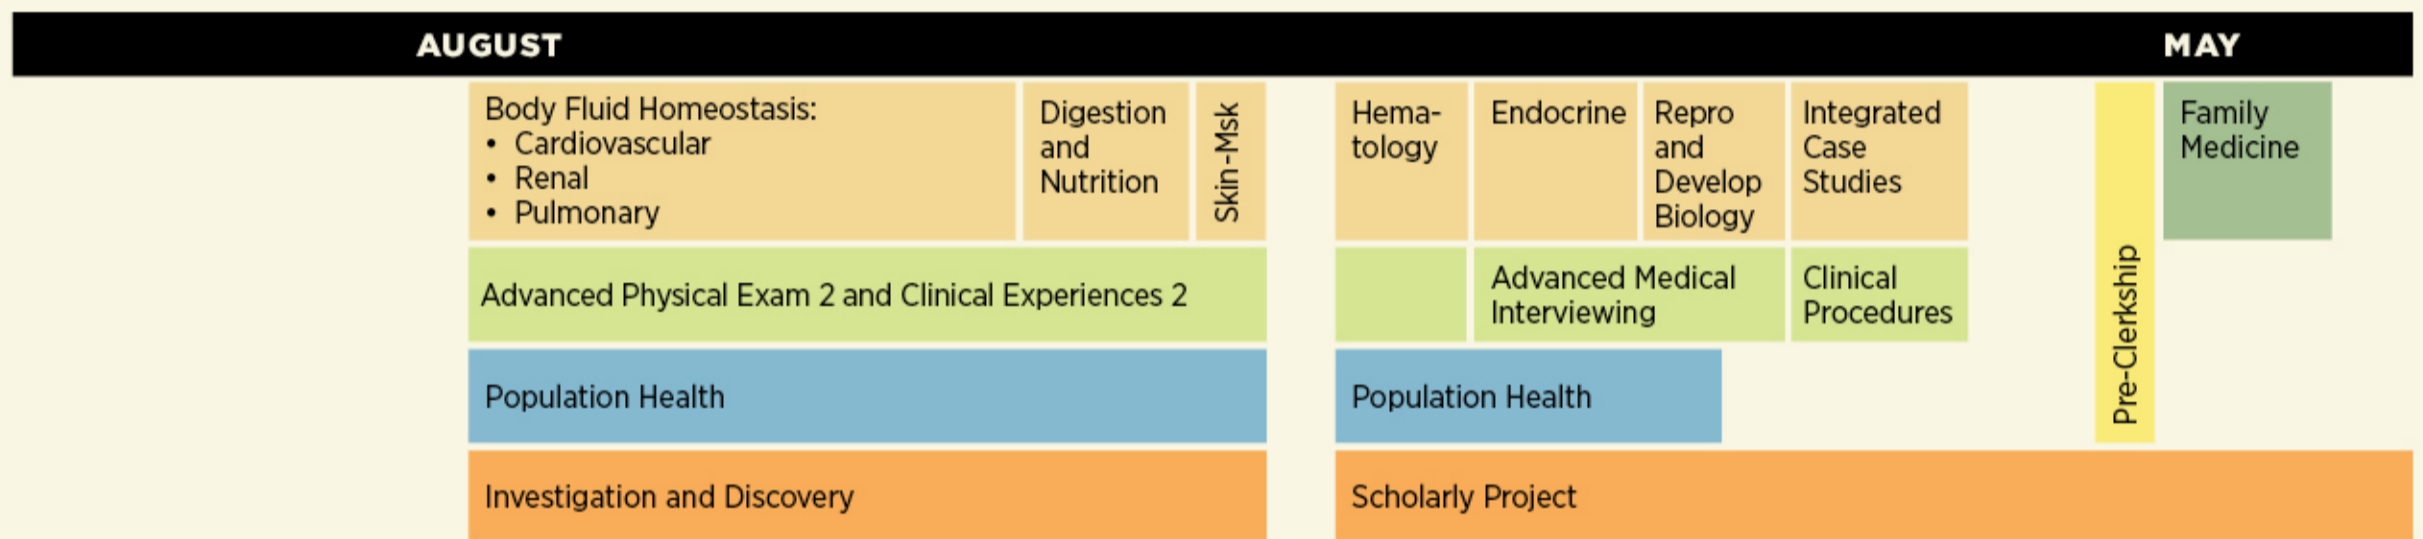 AUGUST
MAY
Body Fluid Homeostasis:
• Cardiovascular
• Renal
• Pulmonary
Digestion
and
Nutrition
Skin-Msk
Hema-
tology
Endocrine
Repro
and
Develop
Biology
Integrated
Case
Studies
Pre-Clerkship
Family
Medicine
Advanced Physical Exam 2 and Clinical Experiences 2
Advanced Medical
Interviewing
Clinical
Procedures
Population Health
Population Health
Investigation and Discovery
Scholarly Project